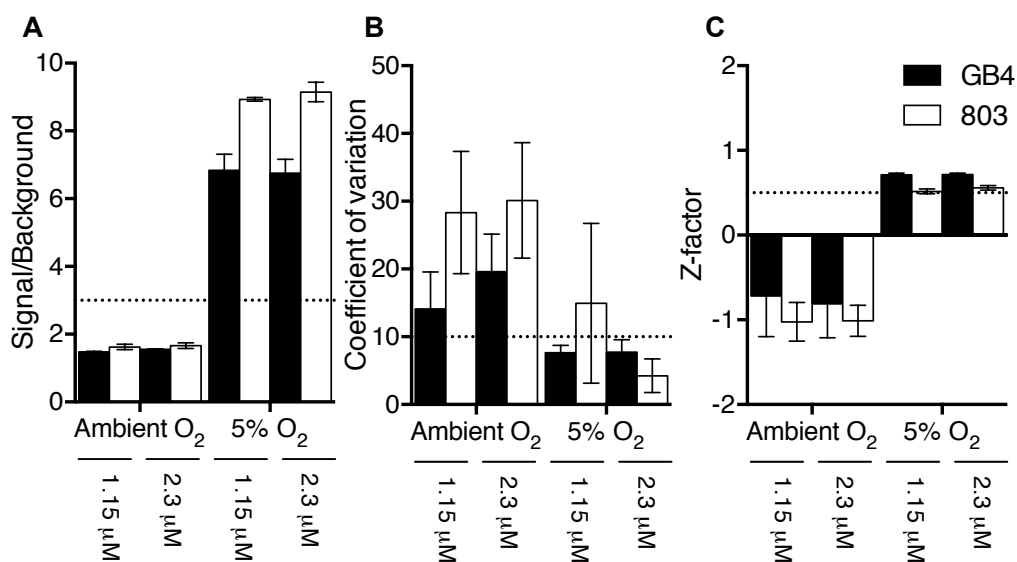 A
Signal/Background
10
8
6
4
2
0
Ambient O2
5% O2
1.15 μM
2.3 μM
1.15 μM
2.3 μM
B
Coefficient of variation
50
40
30
20
10
0
Ambient O2
5% O2
1.15 μM
2.3 μM
1.15 μM
2.3 μM
C
Z-factor
2
1
0
-1
-2
GB4
803
Ambient O2
5% O2
1.15 μM
2.3 μM
1.15 μM
2.3 μM